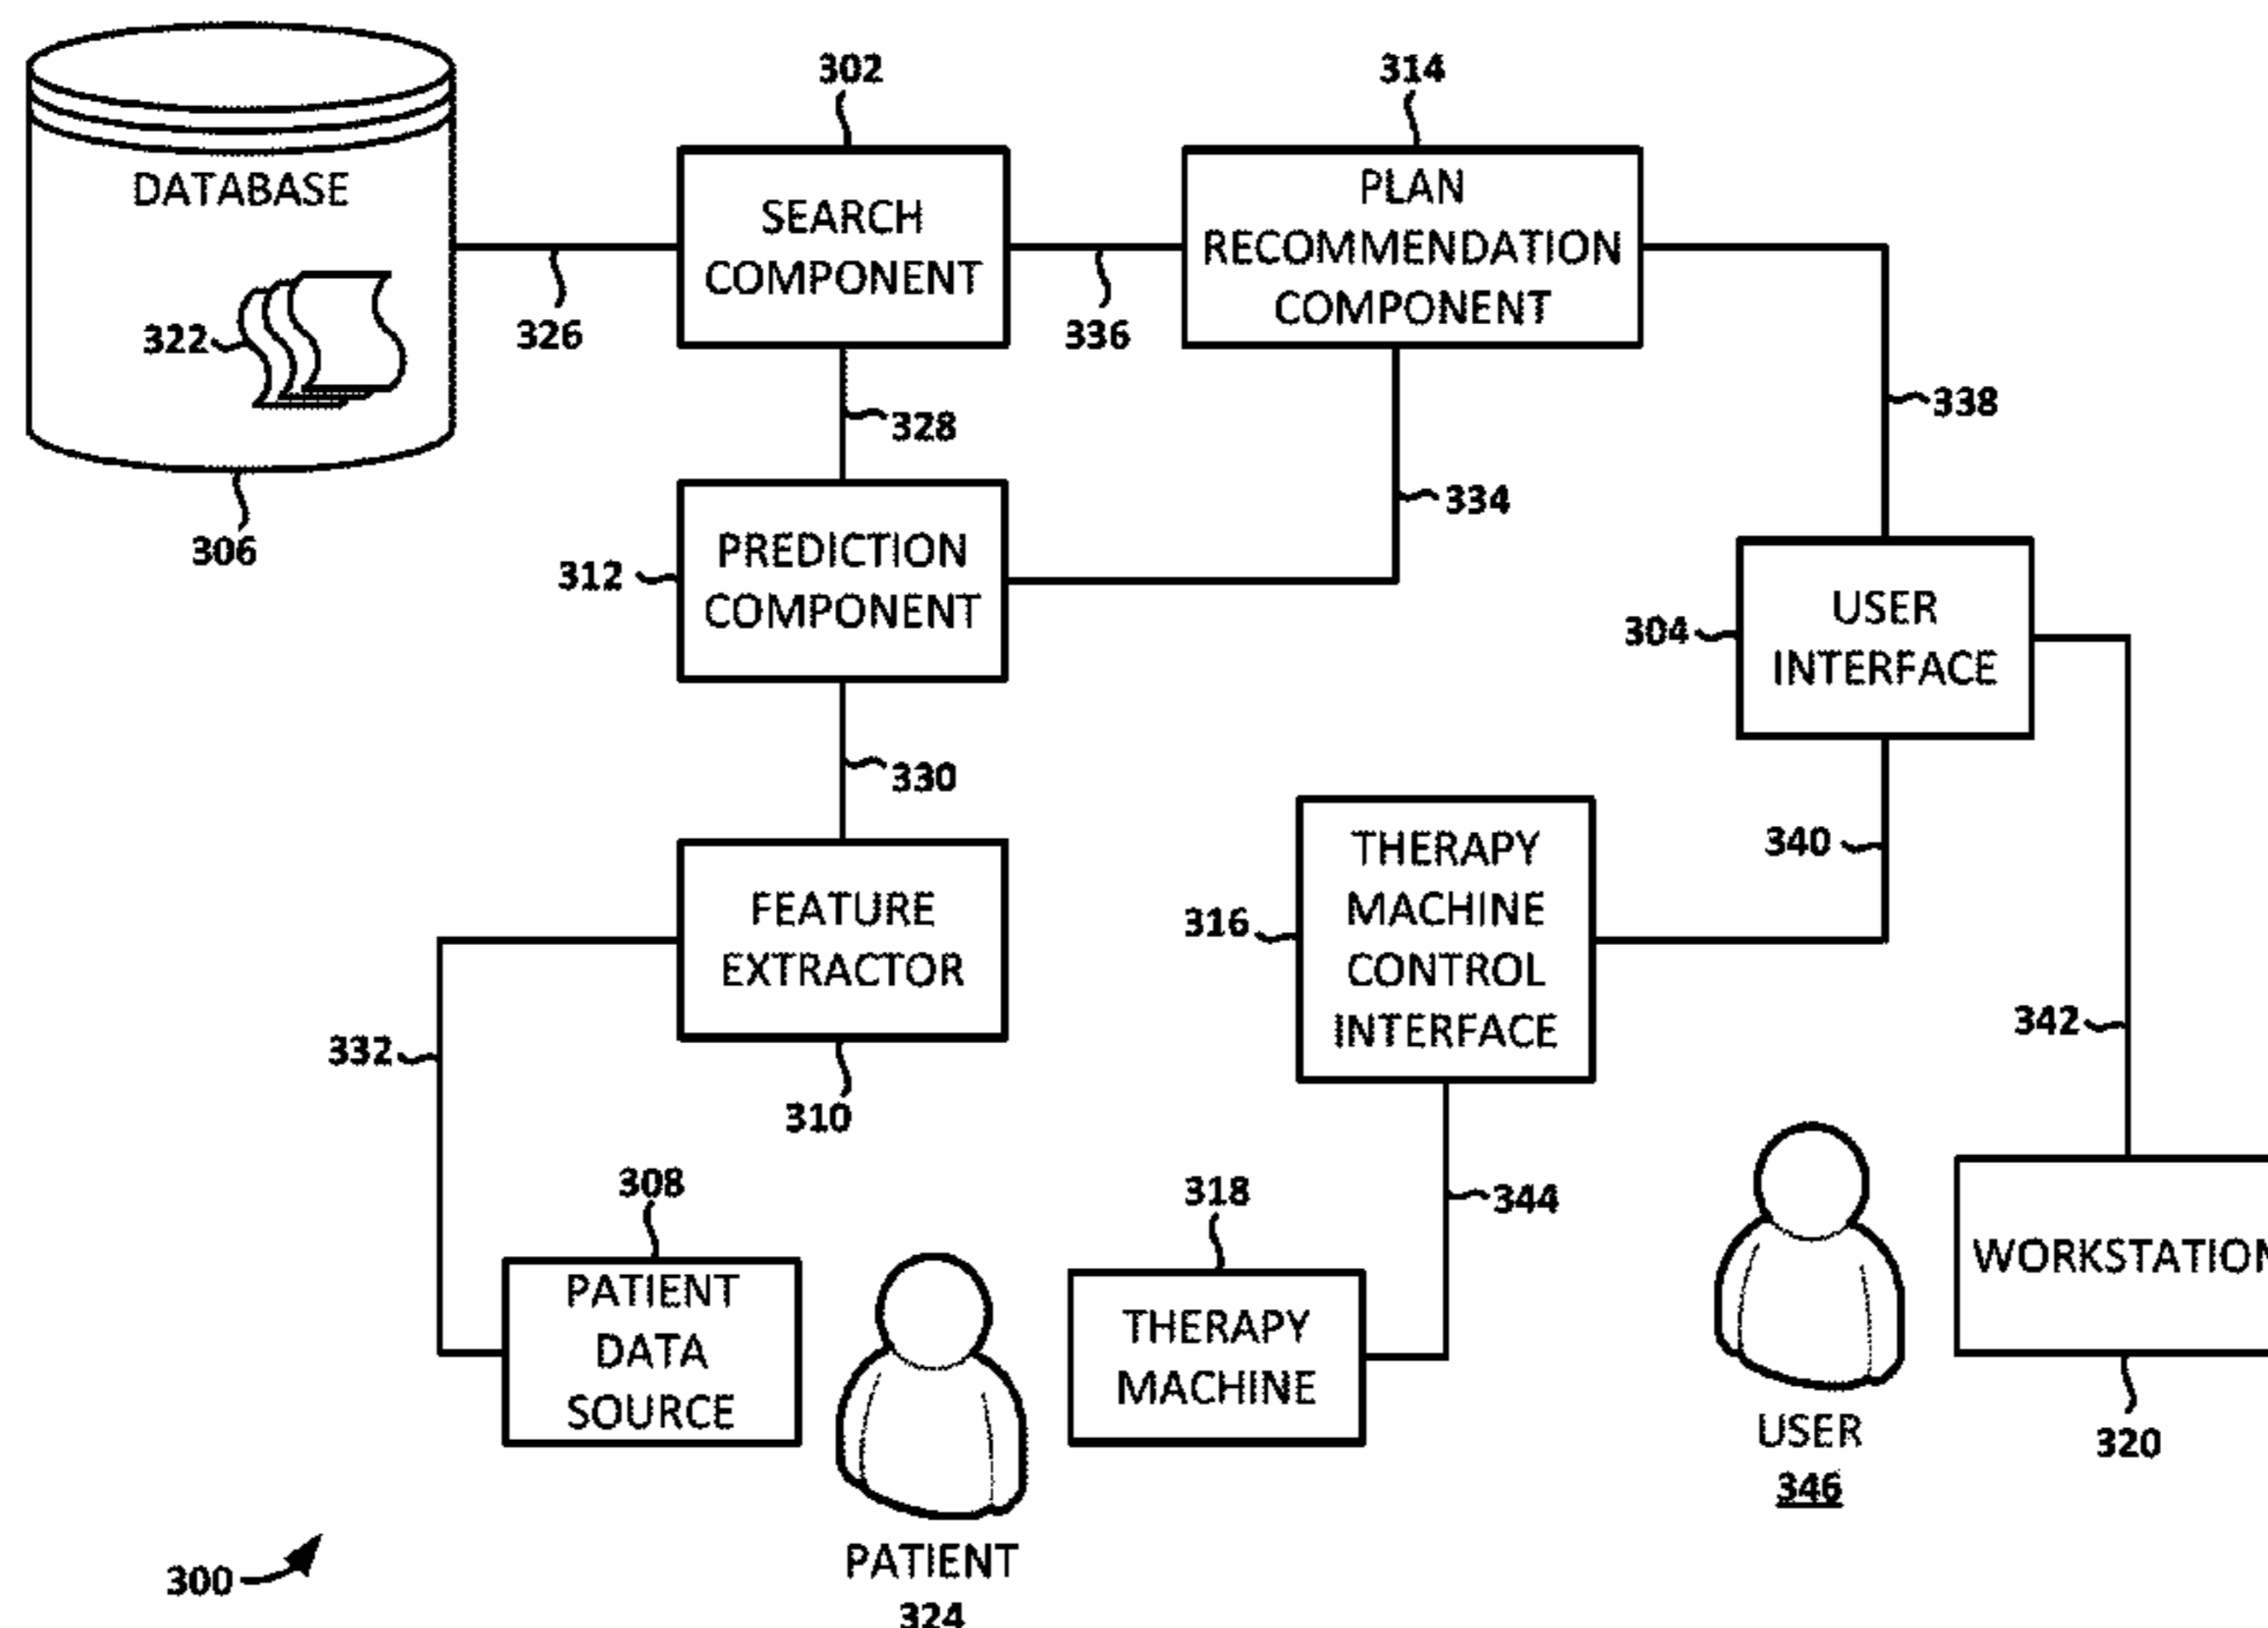 302
314
DATABASE
SEARCH
COMPONENT
PLAN
RECOMMENDATION
COMPONENT
322
326
336
328
338
334
306
312
PREDICTION
COMPONENT
304
USER
INTERFACE
330
340
FEATURE
EXTRACTOR
316
THERAPY
MACHINE
CONTROL
INTERFACE
332
342
310
308
318
344
PATIENT
DATA
SOURCE
THERAPY
MACHINE
WORKSTATION
USER
346
320
300
PATIENT
324